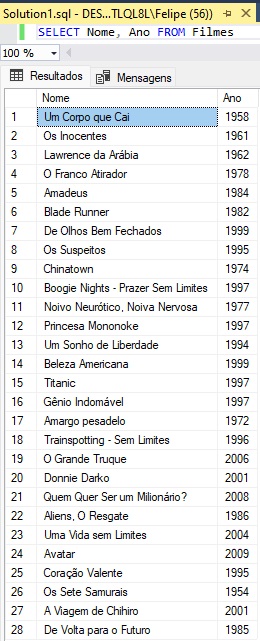 Solution1.sql - DES...TLQL8L\Felipe (56))
SELECT Nome, Ano FROM Filmes
100 %
Resultados Mensagens
Nome Ano
1 Um Corpo que Cai 1958
2 Os Inocentes 1961
3 Lawrence da Arábia 1962
4 O Franco Atirador 1978
5 Amadeus 1984
6 Blade Runner 1982
7 De Olhos Bem Fechados 1999
8 Os Suspeitos 1995
9 Chinatown 1974
10 Boogie Nights - Prazer Sem Limites 1997
11 Noivo Neurótico, Noiva Nervosa 1977
12 Princesa Mononoke 1997
13 Um Sonho de Liberdade 1994
14 Beleza Americana 1999
15 Titanic 1997
16 Gênio Indomável 1997
17 Amargo pesadelo 1972
18 Trainspotting - Sem Limites 1996
19 O Grande Truque 2006
20 Donnie Darko 2001
21 Quem Quer Ser um Milionário? 2008
22 Aliens, O Resgate 1986
23 Uma Vida sem Limites 2004
24 Avatar 2009
25 Coração Valente 1995
26 Os Sete Samurais 1954
27 A Viagem de Chihiro 2001
28 De Volta para o Futuro 1985